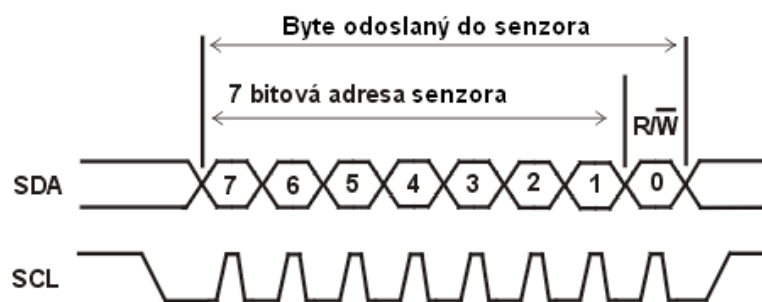 Byte odoslaný do senzora
7 bitová adresa senzora
R/W̅
SDA 7 6 5 4 3 2 1 0
SCL